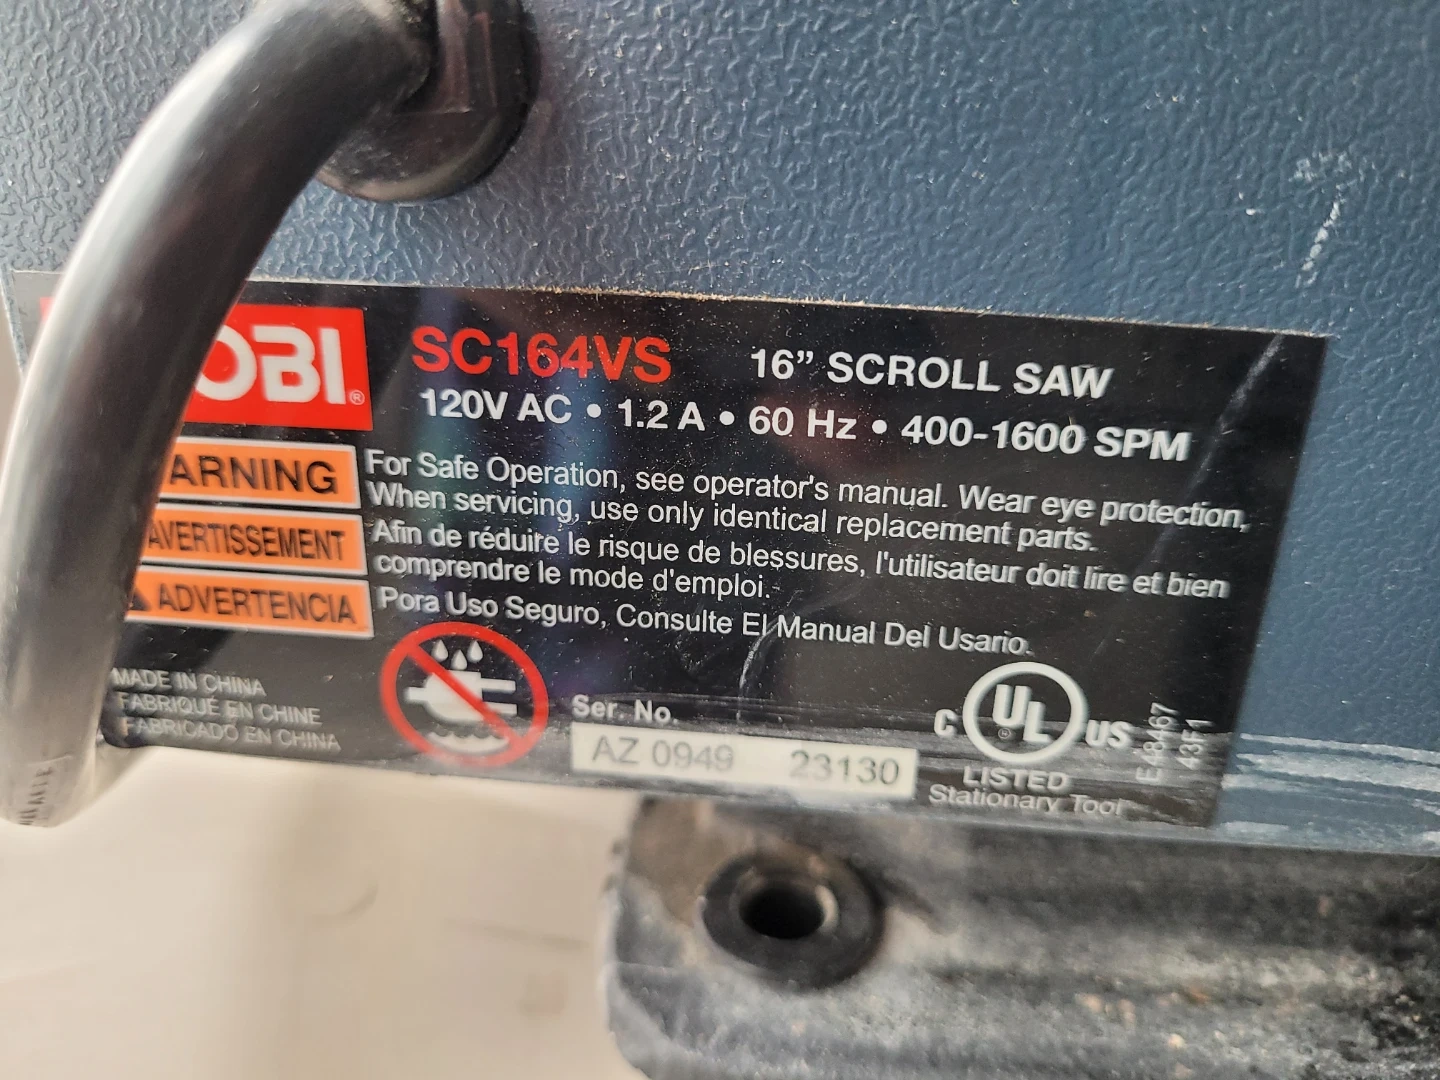 OBI®
SC164VS 16” SCROLL SAW
120V AC • 1.2 A • 60 Hz • 400-1600 SPM
ARNING
For Safe Operation, see operator's manual. Wear eye protection,
When servicing, use only identical replacement parts.
AVERTISSEMENT
Afin de réduire le risque de blessures, l'utilisateur doit lire et bien
comprendre le mode d'emploi.
ADVERTENCIA
Pora Uso Seguro, Consulte El Manual Del Usario.
MADE IN CHINA
FABRIQUÉ EN CHINE
FABRICADO EN CHINA
Ser. No.
AZ 0949 23130
C UL® US
LISTED
Stationary Tool
E48467
43F1